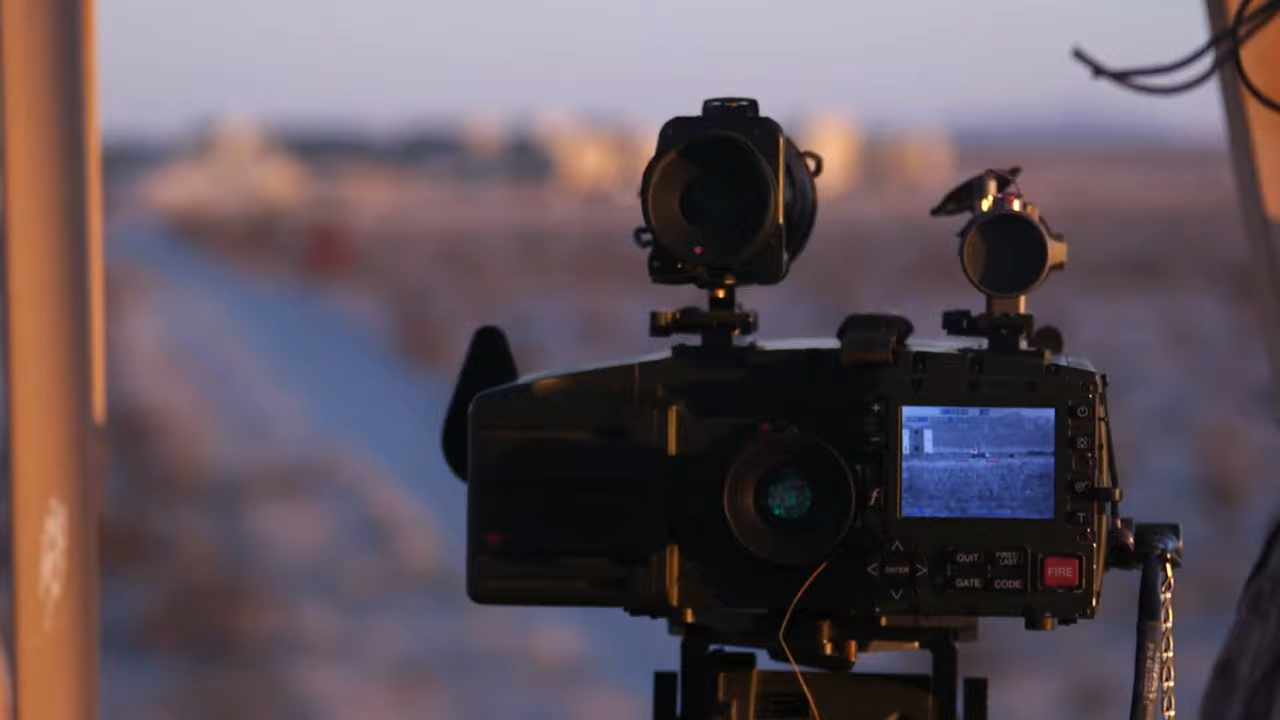 f
ENTER
QUIT
FIRST/
LAST
GATE
CODE
FIRE